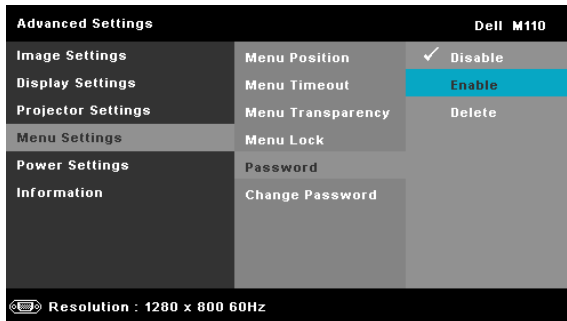 Advanced Settings Dell M110
Image Settings Menu Position ✓ Disable
Display Settings Menu Timeout Enable
Projector Settings Menu Transparency Delete
Menu Settings Menu Lock
Power Settings Password
Information Change Password
Resolution : 1280 x 800 60Hz